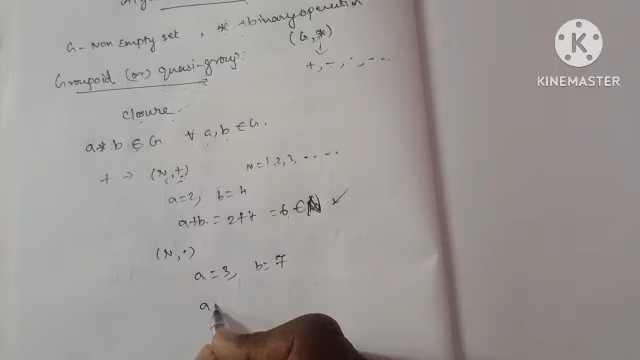 G - Non Empty set , * → binary operation
(G, *)
↓
+, -, ·, ....
Groupoid (or) quasi-group:
closure
a * b ∈ G ∀ a, b ∈ G.
+ → (N, +) N = 1, 2, 3, .....
a = 2, b = 4
a + b = 2 + 4 = 6 ∈ N ✓
(N, ·)
a = 3, b = 7
a
KINEMASTER